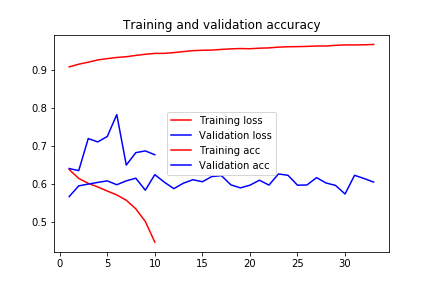 Training and validation accuracy
0.9
0.8
0.7
0.6
0.5
Training loss
Validation loss
Training acc
Validation acc
0
5
10
15
20
25
30